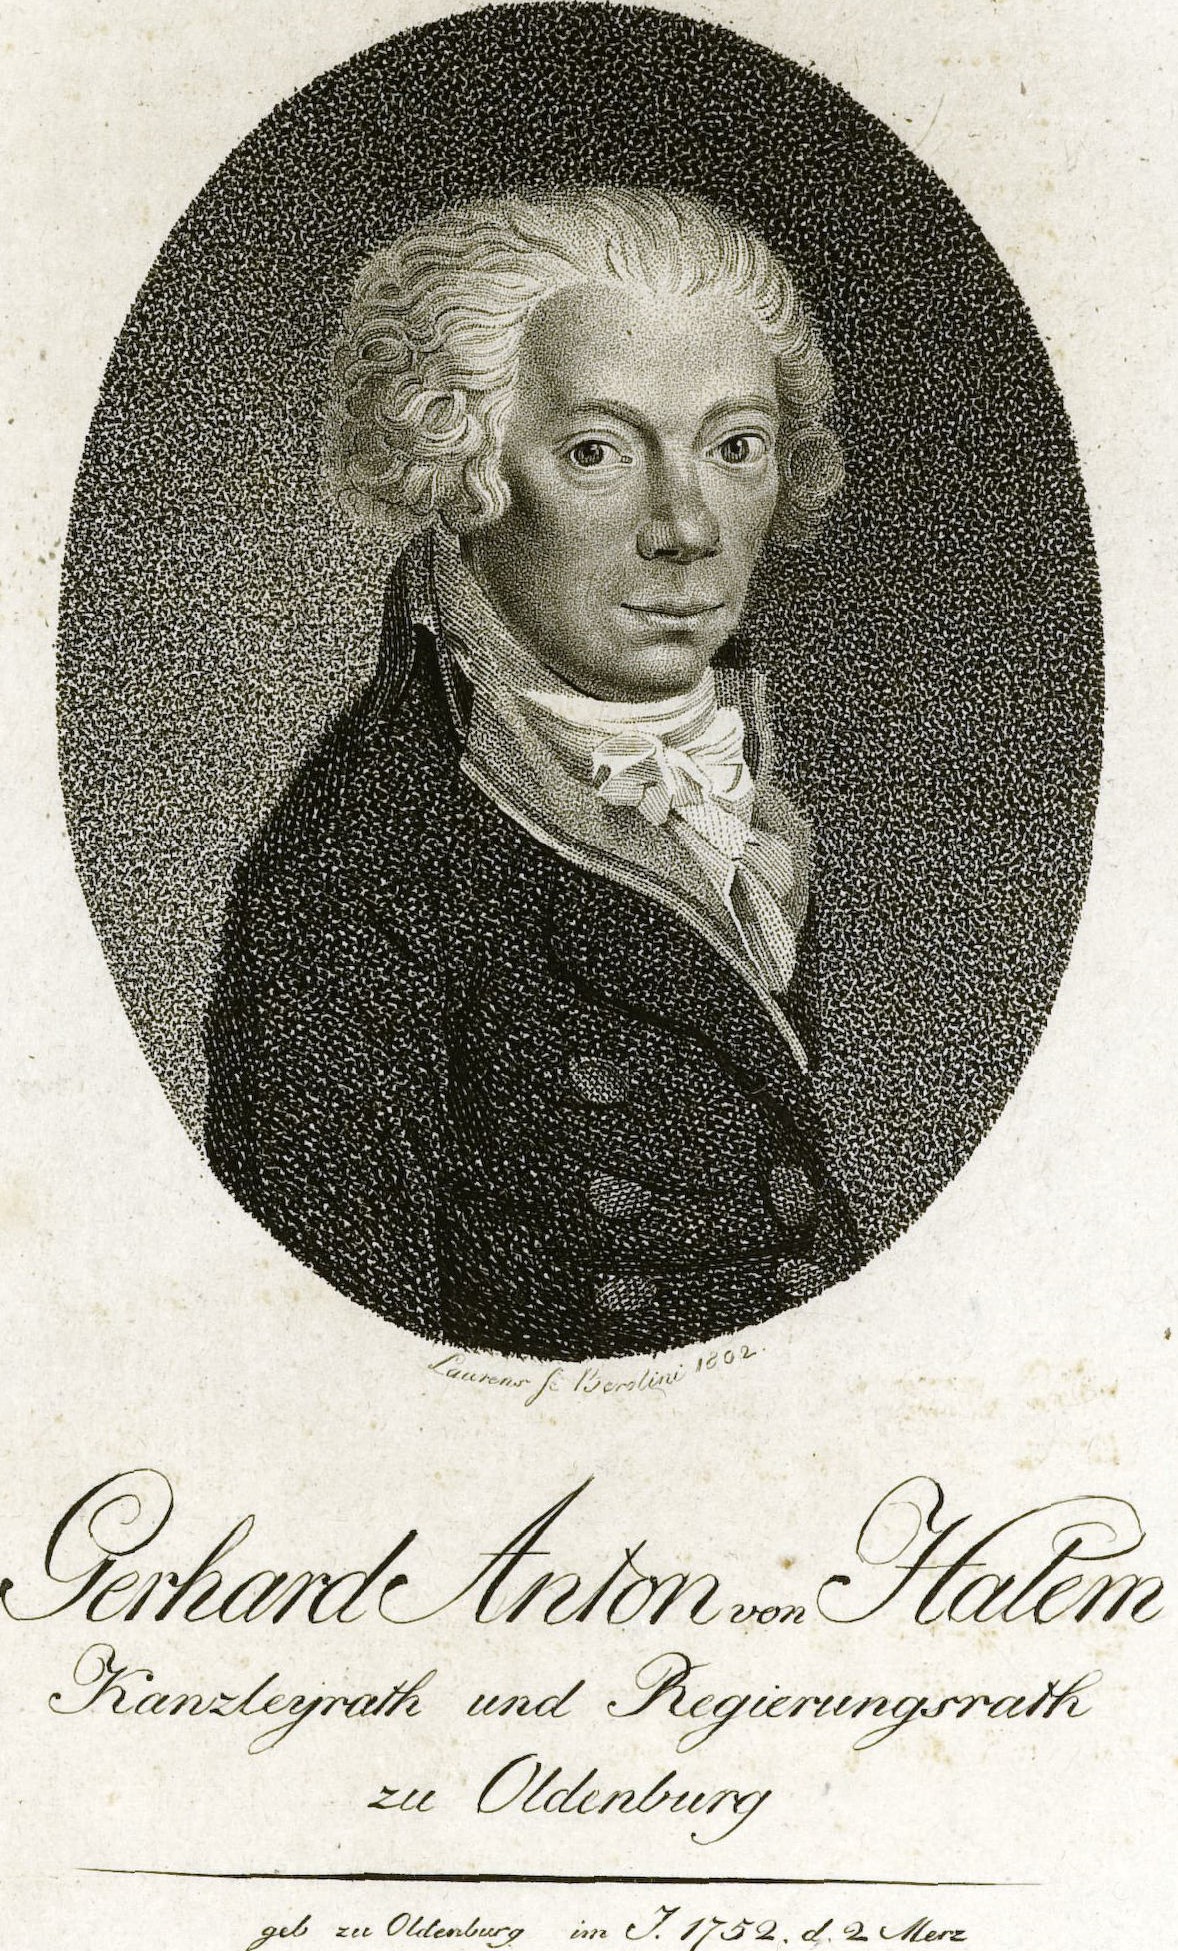 Laurens sc Berolini 1802.
Gerhard Anton von Halem
Kanzleyrath und Regierungsrath
zu Oldenburg
geb zu Oldenburg im J. 1752. d. 2 Merz